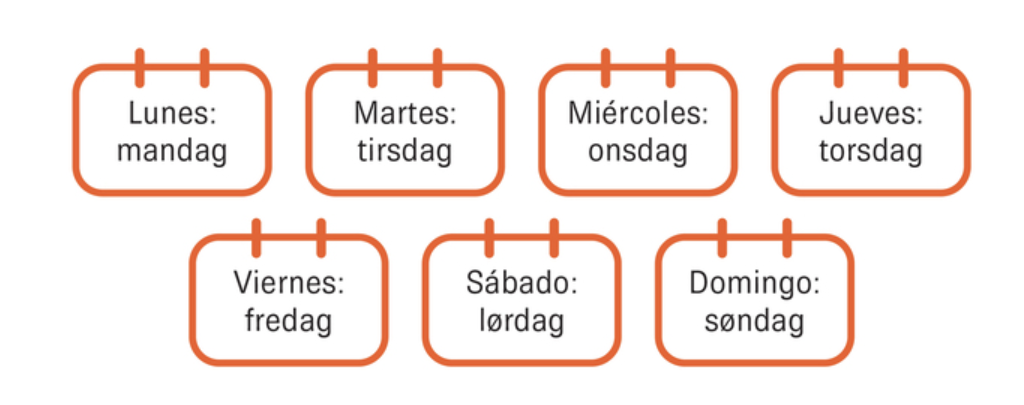 Lunes:
mandag
Martes:
tirsdag
Miércoles:
onsdag
Jueves:
torsdag
Viernes:
fredag
Sábado:
lørdag
Domingo:
søndag